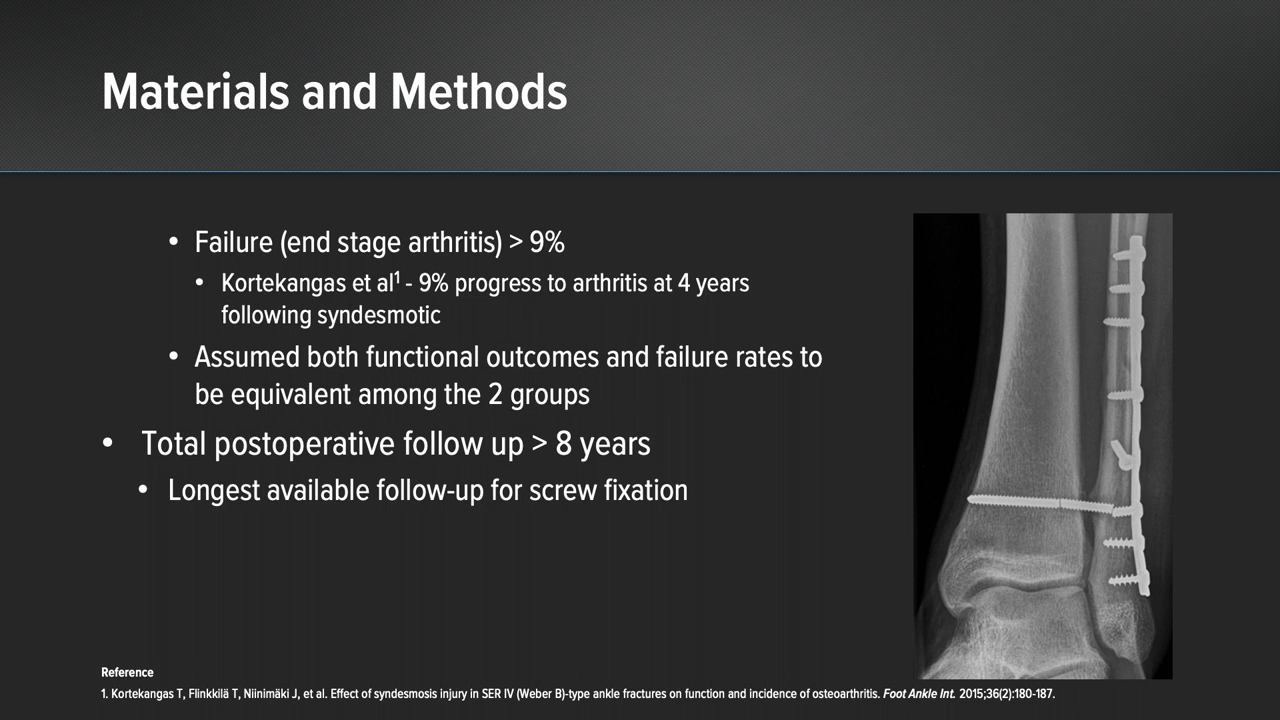 Materials and Methods
• Failure (end stage arthritis) > 9%
• Kortekangas et al¹ - 9% progress to arthritis at 4 years
following syndesmotic
• Assumed both functional outcomes and failure rates to
be equivalent among the 2 groups
• Total postoperative follow up > 8 years
• Longest available follow-up for screw fixation
Reference
1. Kortekangas T, Flinkkilä T, Niinimäki J, et al. Effect of syndesmosis injury in SER IV (Weber B)-type ankle fractures on function and incidence of osteoarthritis. Foot Ankle Int. 2015;36(2):180-187.